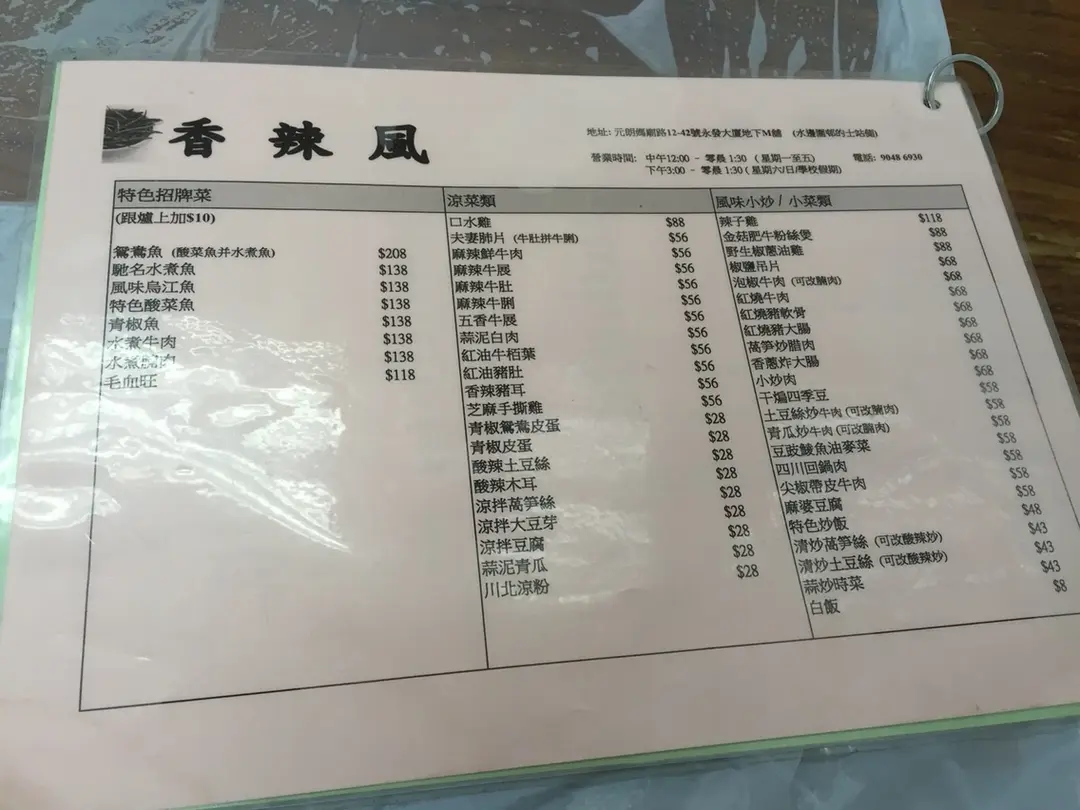 香辣風
地址: 元朗鄉廟路12-42號永發大廈地下M舖 (水邊圍邨的士站側)
營業時間: 中午12:00 - 零晨 1:30 (星期一至五) 電話: 9048 6930
下午3:00 - 零晨 1:30 (星期六/日/學校假期)
特色招牌菜
(跟爐上加$10)
鴛鴦魚 (酸菜魚并水煮魚) $208
馳名水煮魚 $138
風味烏江魚 $138
特色酸菜魚 $138
青椒魚 $138
水煮牛肉 $138
水煮腩肉 $138
毛血旺 $118
涼菜類
口水雞 $88
夫妻肺片 (牛肚拼牛脷) $56
麻辣鮮牛肉 $56
麻辣牛展 $56
麻辣牛肚 $56
麻辣牛脷 $56
五香牛展 $56
蒜泥白肉 $56
紅油牛栢葉 $56
紅油豬肚 $56
香辣豬耳 $56
芝麻手撕雞 $56
青椒鴛鴦皮蛋 $28
青椒皮蛋 $28
酸辣土豆絲 $28
酸辣木耳 $28
涼拌萵笋絲 $28
涼拌大豆芽 $28
涼拌豆腐 $28
蒜泥青瓜 $28
川北涼粉 $28
風味小炒 / 小菜類
辣子雞 $118
金菇肥牛粉絲煲 $88
野生椒蔥油雞 $88
椒鹽吊片 $68
泡椒牛肉 (可改腩肉) $68
紅燒牛肉 $68
紅燒豬軟骨 $68
紅燒豬大腸 $68
萵笋炒腊肉 $68
香蔥炸大腸 $68
小炒肉 $68
干煸四季豆 $58
土豆絲炒牛肉 (可改腩肉) $58
青瓜炒牛肉 (可改腩肉) $58
豆豉鯪魚油麥菜 $58
四川回鍋肉 $58
尖椒帶皮牛肉 $58
麻婆豆腐 $58
特色炒飯 $48
清炒萵笋絲 (可改酸辣炒) $43
清炒土豆絲 (可改酸辣炒) $43
蒜炒時菜 $43
白飯 $8